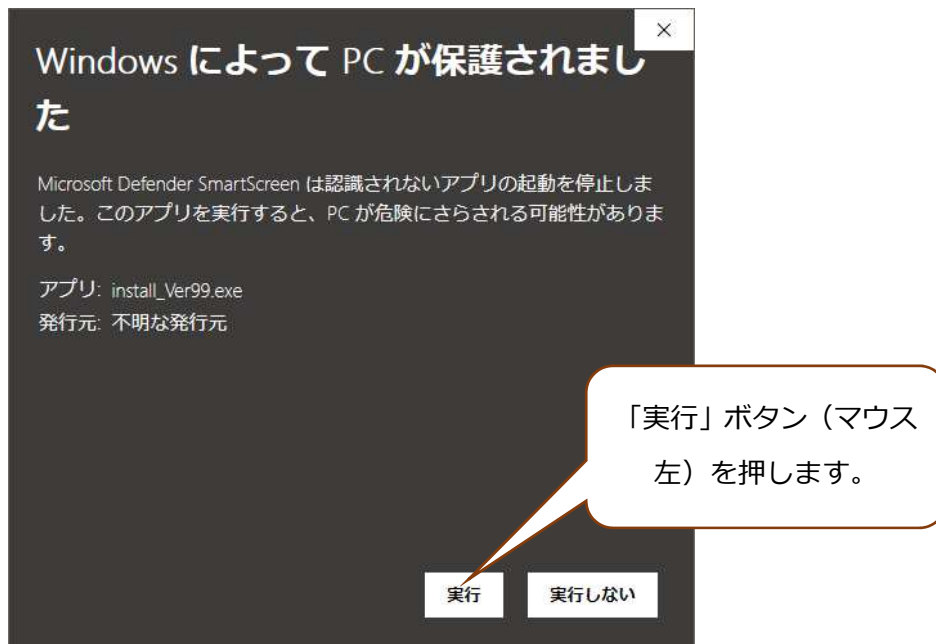 Windows によって PC が保護されまし
た
Microsoft Defender SmartScreen は認識されないアプリの起動を停止しま
した。このアプリを実行すると、PC が危険にさらされる可能性がありま
す。
アプリ: install_Ver99.exe
発行元: 不明な発行元
「実行」ボタン（マウス
左）を押します。
実行
実行しない